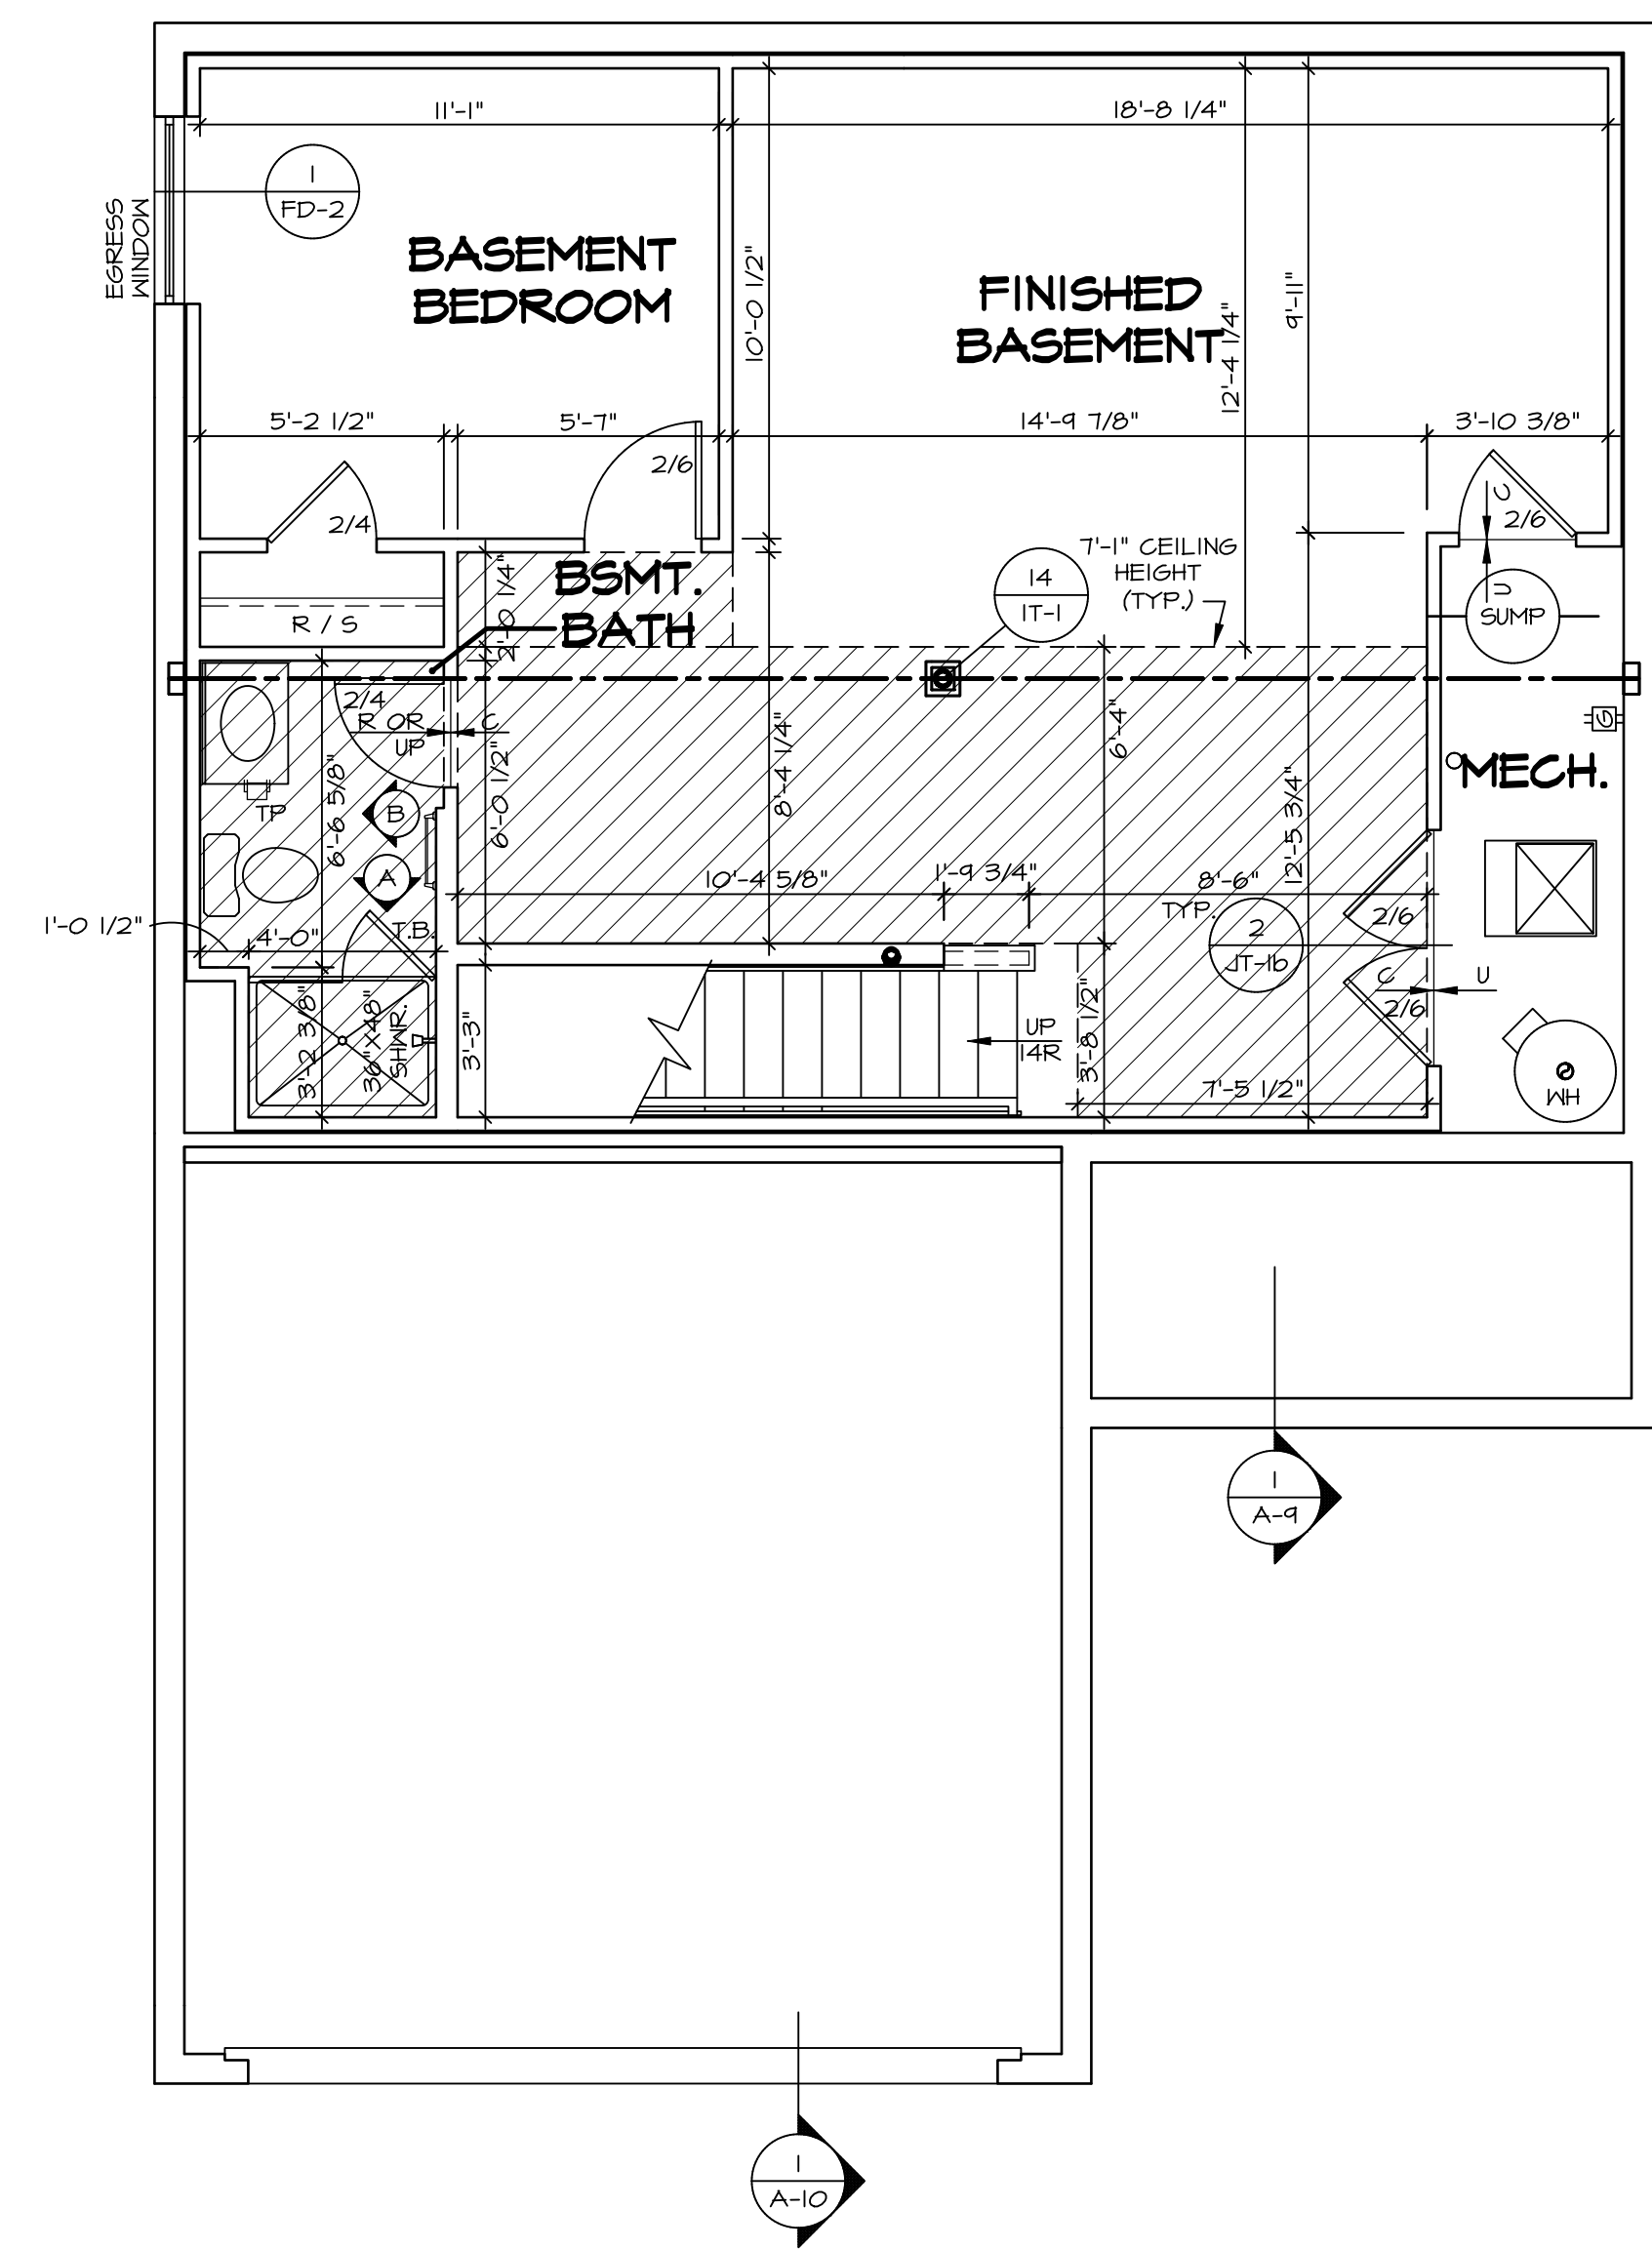 11'-1"
18'-8 1/4"
1
FD-2
EGRESS
WINDOW
BASEMENT
BEDROOM
10'-0 1/2"
FINISHED
BASEMENT
12'-4 1/4"
9'-11"
5'-2 1/2"
5'-7"
14'-9 7/8"
3'-10 3/8"
2/4
2/6
C
2/6
U
7'-1" CEILING
HEIGHT
(TYP.)
14
IT-1
BSMT.
BATH
2'-0 1/4"
R / S
SUMP
2/4
R OR
UP
C
6'-6 5/8"
6'-0 1/2"
8'-4 1/4"
6'-4"
12'-5 3/4"
G
MECH.
TP
B
A
10'-4 5/8"
1'-9 3/4"
8'-6"
TYP.
2
JT-1b
2/6
1'-0 1/2"
4'-0"
T.B.
C
U
2/6
3'-2 3/8"
36"X48"
SHWR.
3'-3"
UP
14R
3'-8 1/2"
7'-5 1/2"
WH
1
A-9
1
A-10